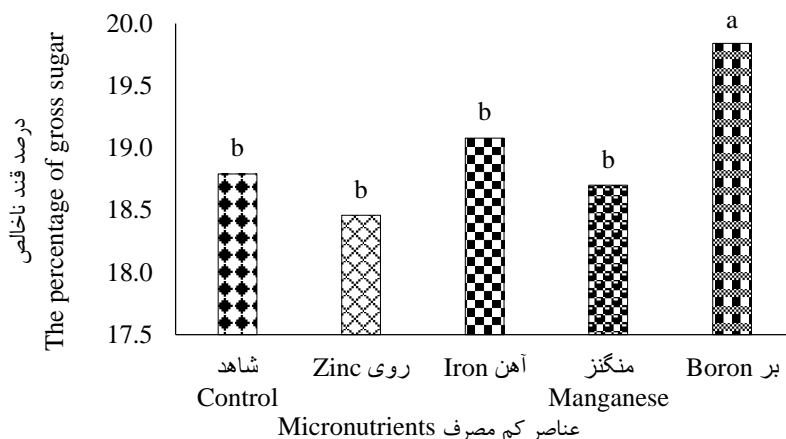 درصد قند ناخالص
The percentage of gross sugar
20.0
19.5
19.0
18.5
18.0
17.5
b
b
b
b
a
شاهد
Control
Zinc روی
Iron آهن
منگنز
Manganese
Boron بر
Micronutrients عناصر کم مصرف